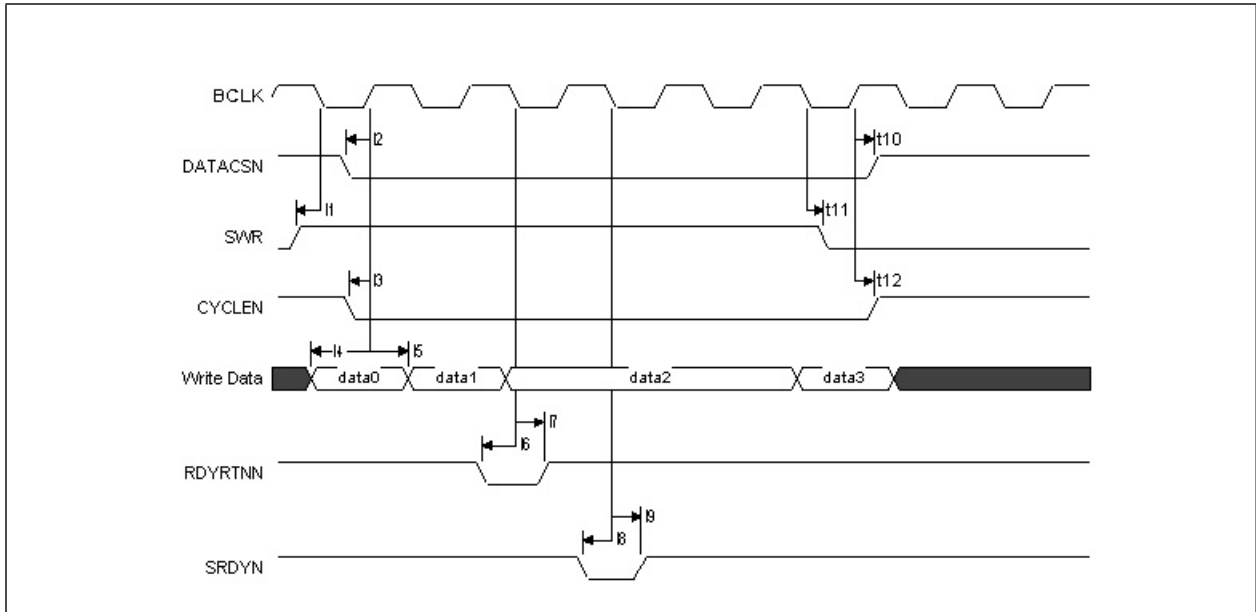 BCLK
t2
t10
DATACSN
t1
t11
SWR
t3
t12
CYCLEN
t4
t5
Write Data
data0
data1
data2
data3
t7
t6
RDYRTNN
t9
t8
SRDYN